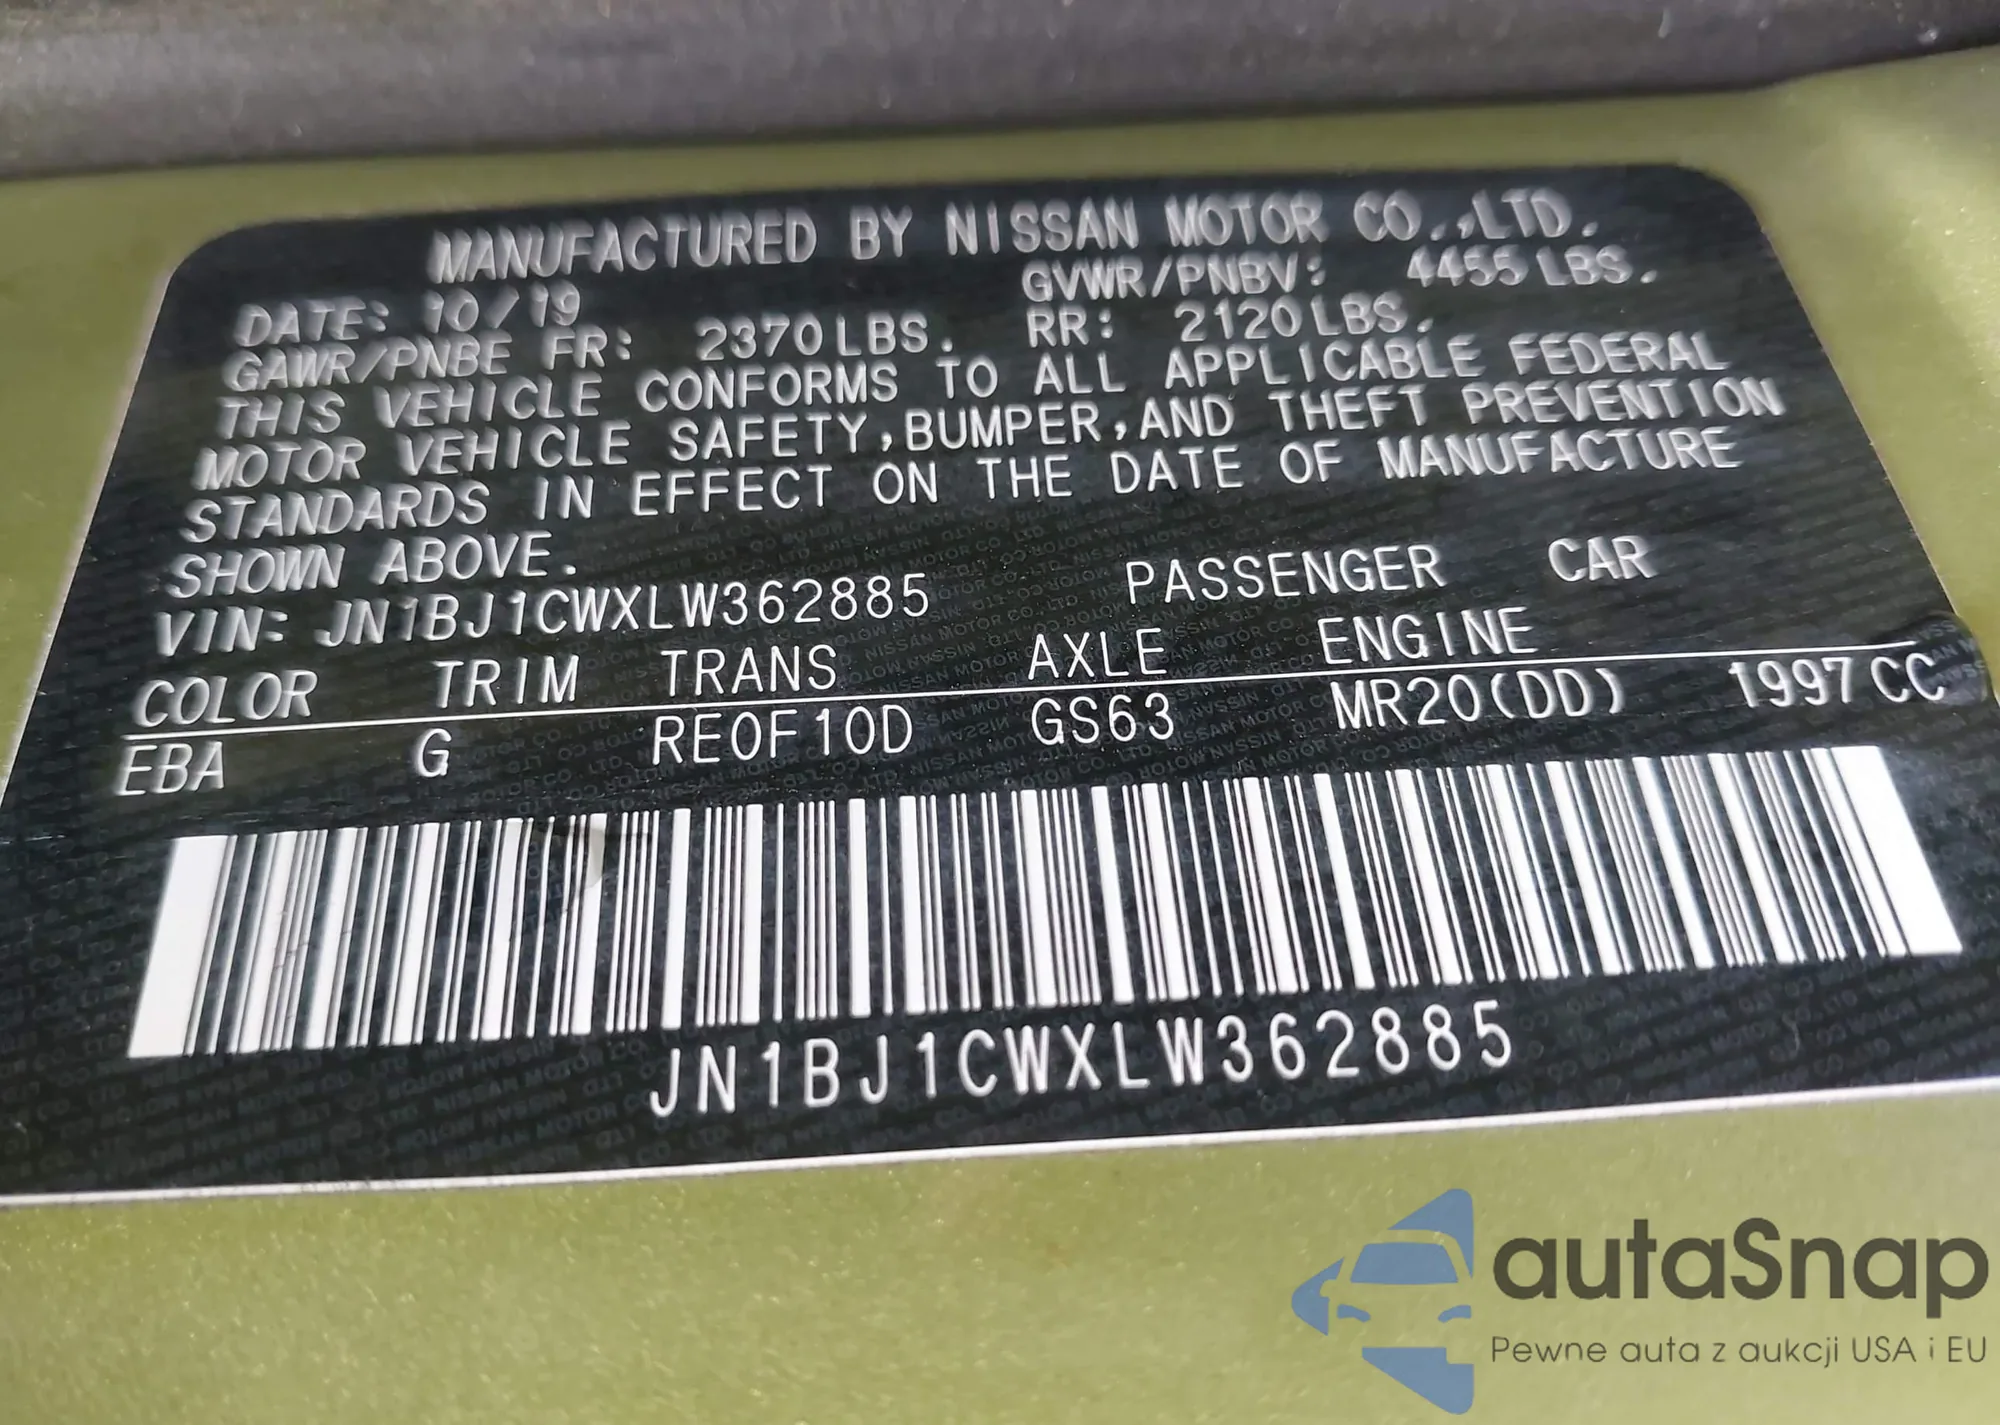 MANUFACTURED BY NISSAN MOTOR CO.,LTD.
DATE: 10/19 GVWR/PNBV: 4455 LBS.
GAWR/PNBE FR: 2370 LBS. RR: 2120 LBS.
THIS VEHICLE CONFORMS TO ALL APPLICABLE FEDERAL
MOTOR VEHICLE SAFETY,BUMPER,AND THEFT PREVENTION
STANDARDS IN EFFECT ON THE DATE OF MANUFACTURE
SHOWN ABOVE.
VIN: JN1BJ1CWXLW362885 PASSENGER CAR
COLOR TRIM TRANS AXLE ENGINE
EBA G RE0F10D GS63 MR20(DD) 1997 CC
JN1BJ1CWXLW362885
autaSnap
Pewne auta z aukcji USA i EU